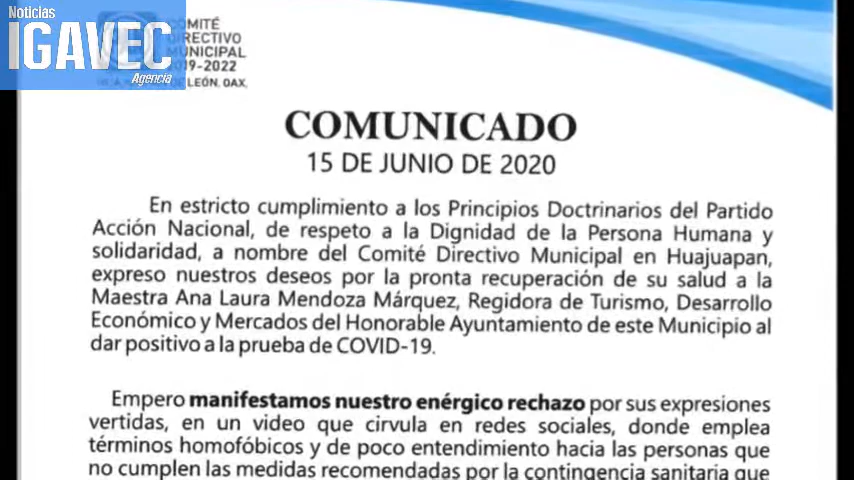 Noticias
IGAVEC
Agencia
COMITÉ
DIRECTIVO
MUNICIPAL
2019-2022
DE LEÓN, OAX.
COMUNICADO
15 DE JUNIO DE 2020
En estricto cumplimiento a los Principios Doctrinarios del Partido
Acción Nacional, de respeto a la Dignidad de la Persona Humana y
solidaridad, a nombre del Comité Directivo Municipal en Huajuapan,
expreso nuestros deseos por la pronta recuperación de su salud a la
Maestra Ana Laura Mendoza Márquez, Regidora de Turismo, Desarrollo
Económico y Mercados del Honorable Ayuntamiento de este Municipio al
dar positivo a la prueba de COVID-19.
Empero manifestamos nuestro enérgico rechazo por sus expresiones
vertidas, en un video que cirvula en redes sociales, donde emplea
términos homofóbicos y de poco entendimiento hacia las personas que
no cumplen las medidas recomendadas por la contingencia sanitaria que